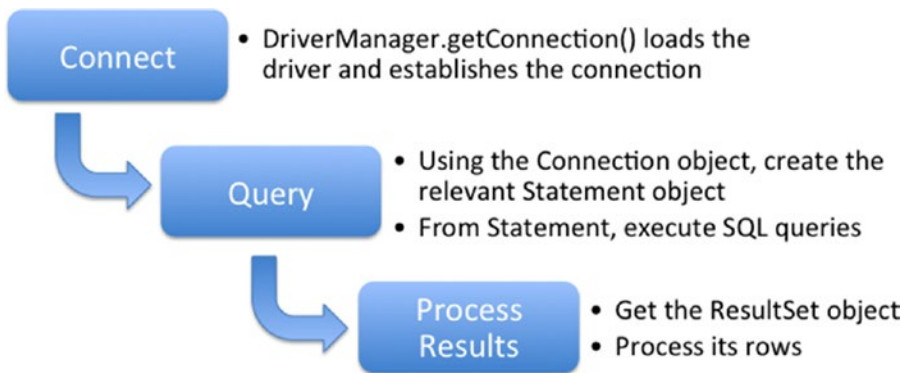 Connect
• DriverManager.getConnection() loads the
driver and establishes the connection
Query
• Using the Connection object, create the
relevant Statement object
• From Statement, execute SQL queries
Process
Results
• Get the ResultSet object
• Process its rows